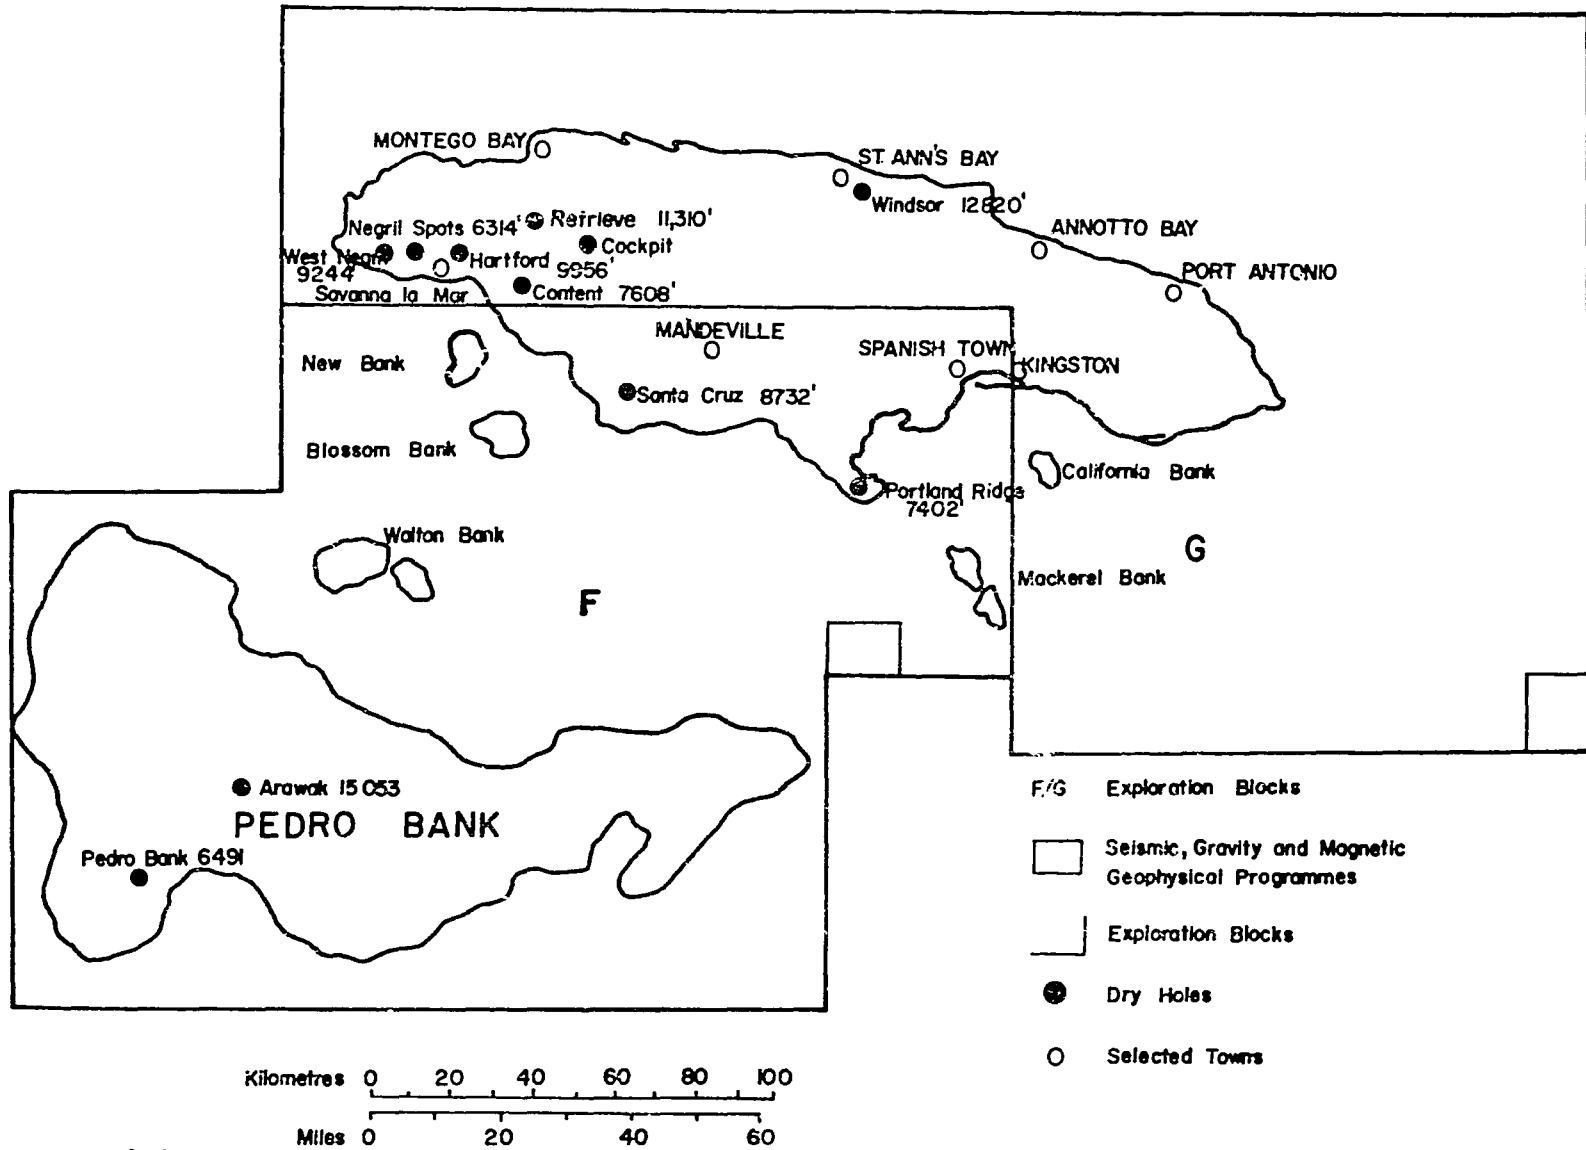 MONTEGO BAY
ST. ANN'S BAY
Windsor 12820'
Negril Spots 6314'
Retrieve 11,310'
ANNOTTO BAY
Cockpit
West Negril
9244'
Hartford 9956'
PORT ANTONIO
Savanna la Mar
Content 7608'
MANDEVILLE
SPANISH TOWN
KINGSTON
New Bank
Santa Cruz 8732'
Blossom Bank
California Bank
Portland Ridge
7402'
Walton Bank
G
Mackerel Bank
F
Arawak 15053
PEDRO BANK
Pedro Bank 6491
F/G Exploration Blocks
Seismic, Gravity and Magnetic
Geophysical Programmes
Exploration Blocks
Dry Holes
Selected Towns
Kilometres 0 20 40 60 80 100
Miles 0 20 40 60